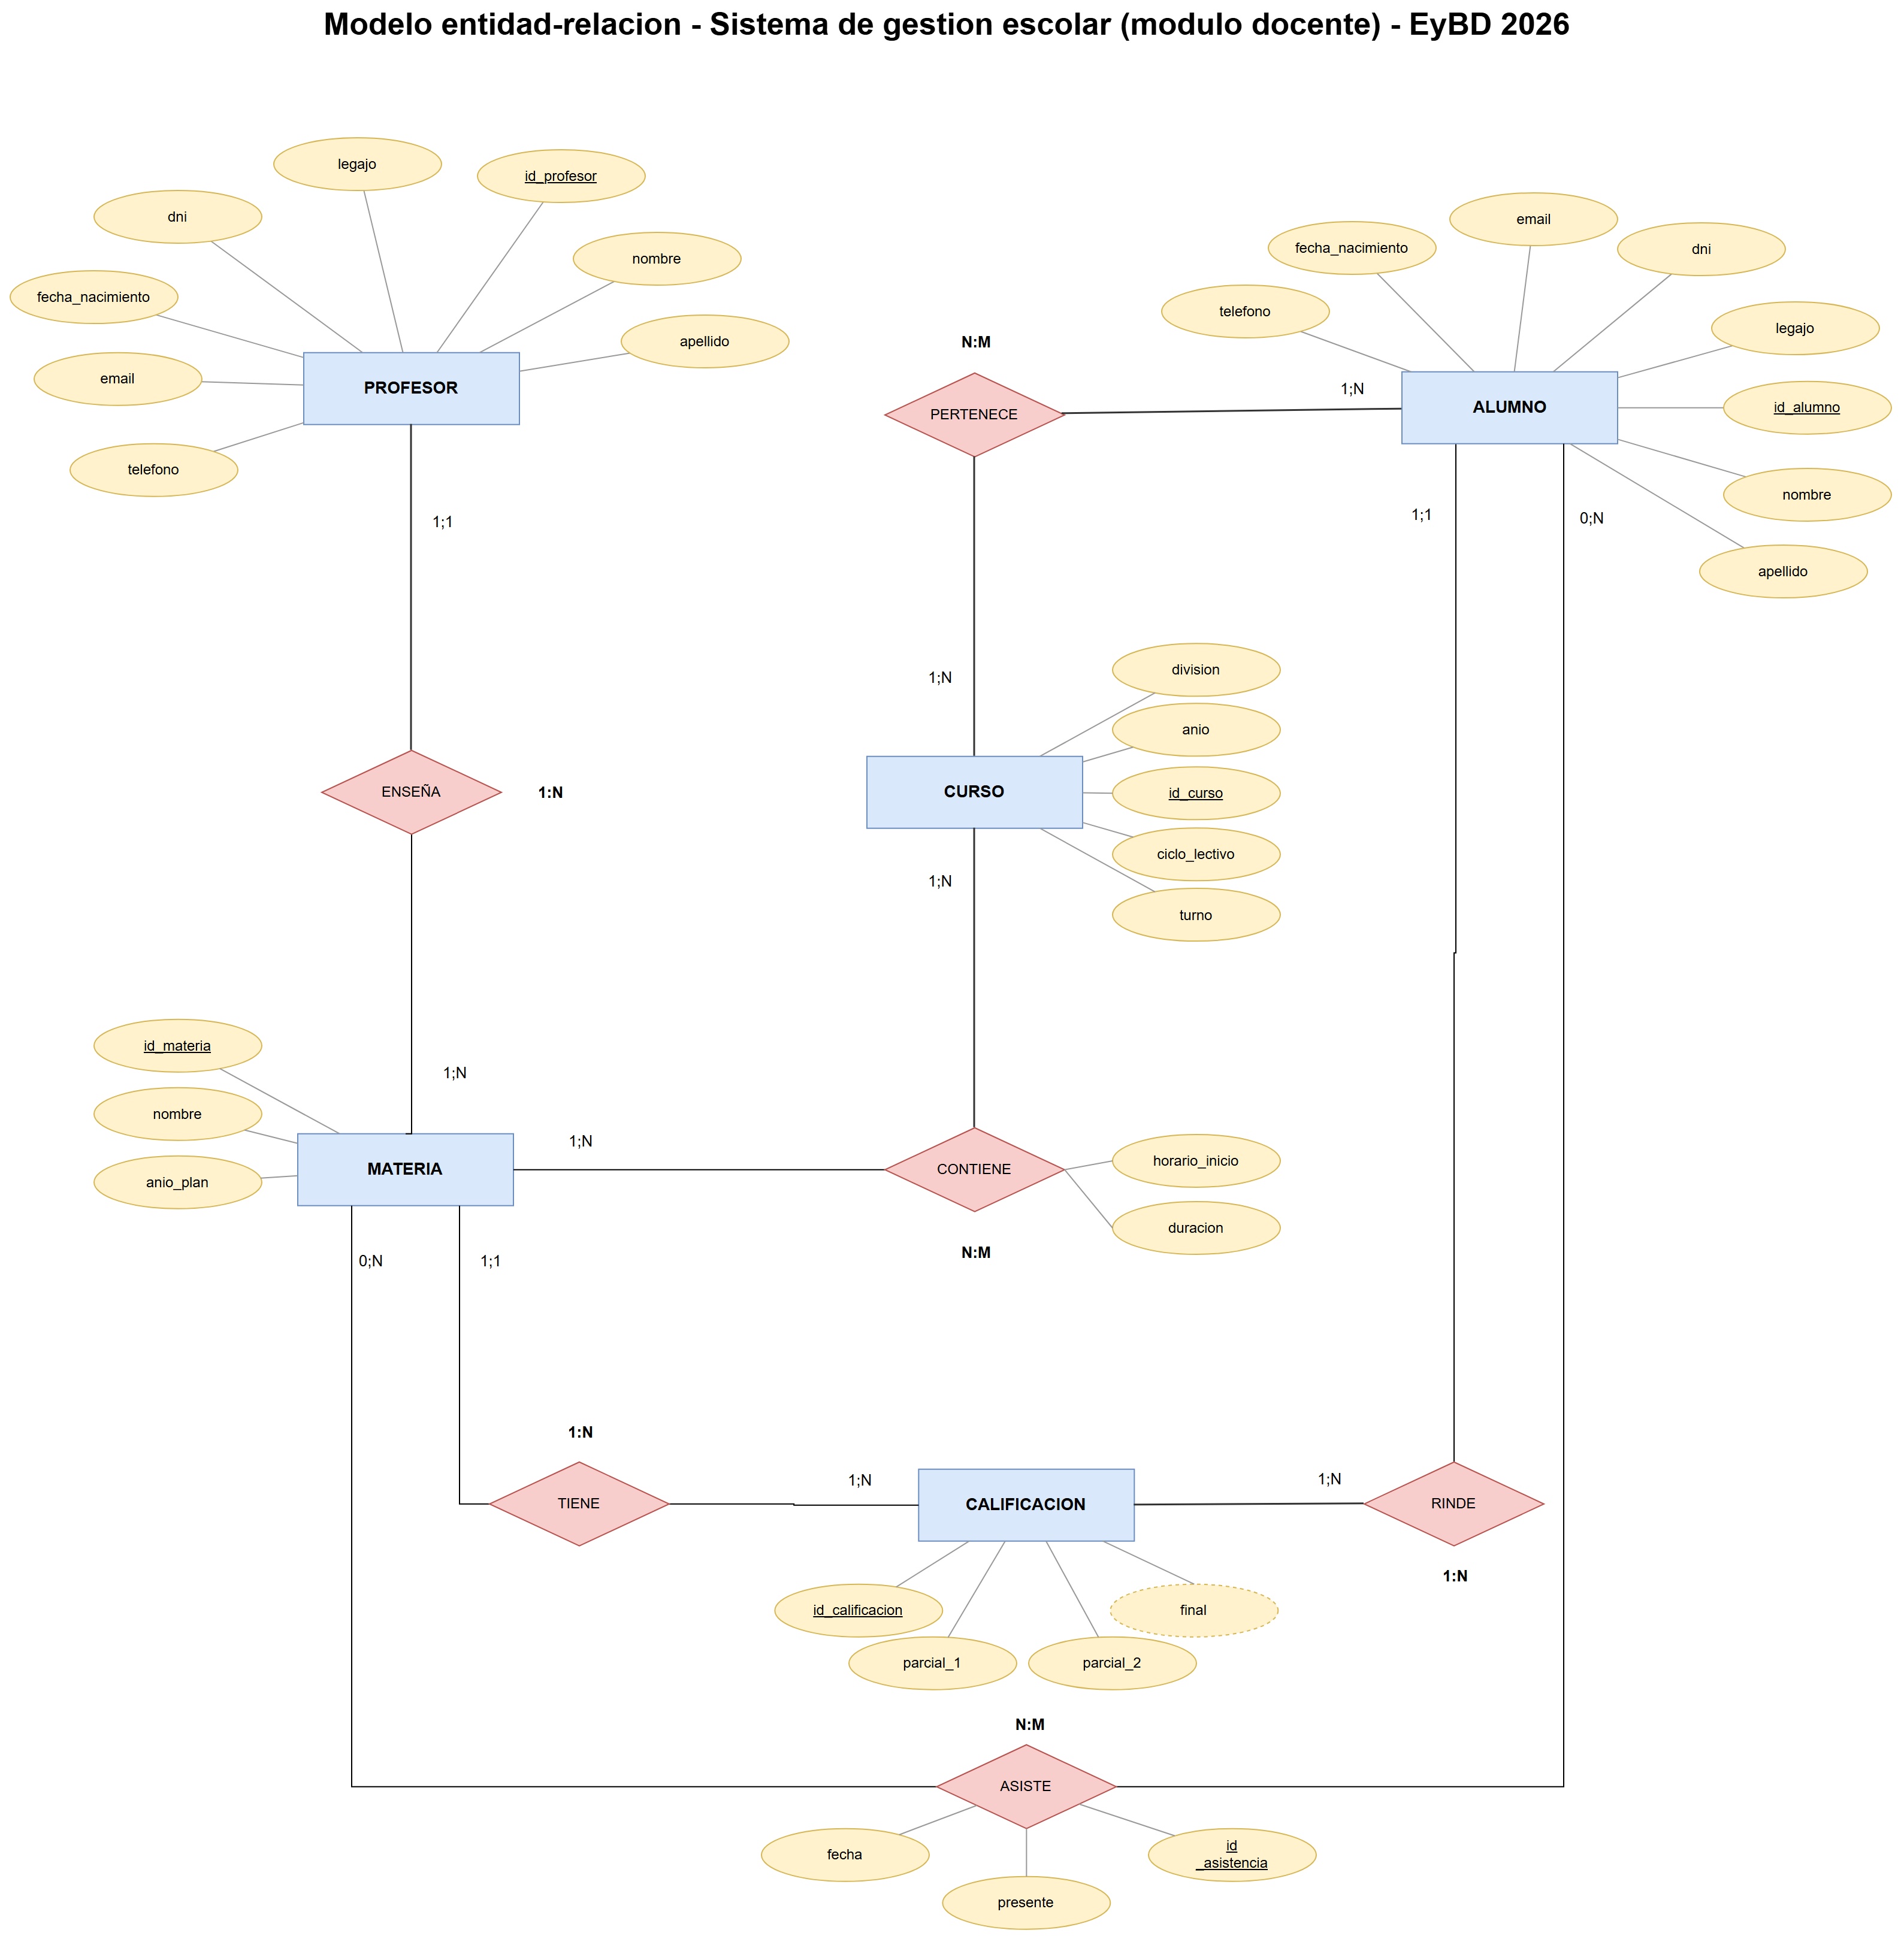 Modelo entidad-relacion - Sistema de gestion escolar (modulo docente) - EyBD 2026
legajo
id_profesor
dni
nombre
fecha_nacimiento
apellido
email
PROFESOR
telefono
1;1
email
fecha_nacimiento
dni
telefono
legajo
N:M
1;N
PERTENECE
ALUMNO
id_alumno
nombre
1;1
0;N
apellido
1;N
division
anio
ENSEÑA
1:N
CURSO
id_curso
ciclo_lectivo
1;N
turno
id_materia
1;N
nombre
1;N
MATERIA
anio_plan
CONTIENE
horario_inicio
duracion
N:M
0;N
1;1
1:N
1;N
1;N
TIENE
CALIFICACION
RINDE
1:N
id_calificacion
final
parcial_1
parcial_2
N:M
ASISTE
fecha
id
_asistencia
presente